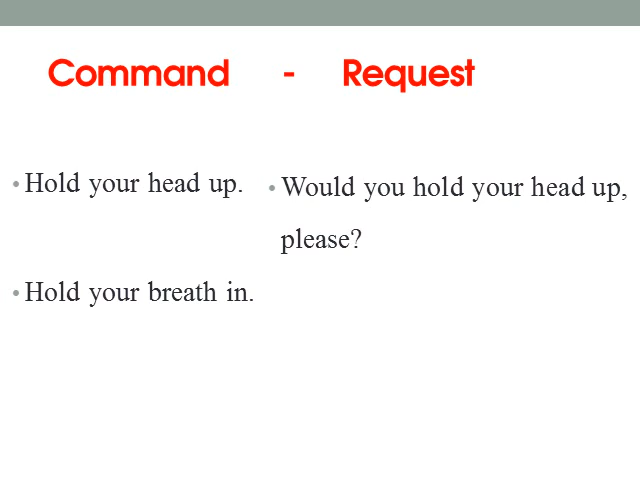 Command - Request
• Hold your head up.
• Would you hold your head up,
please?
• Hold your breath in.